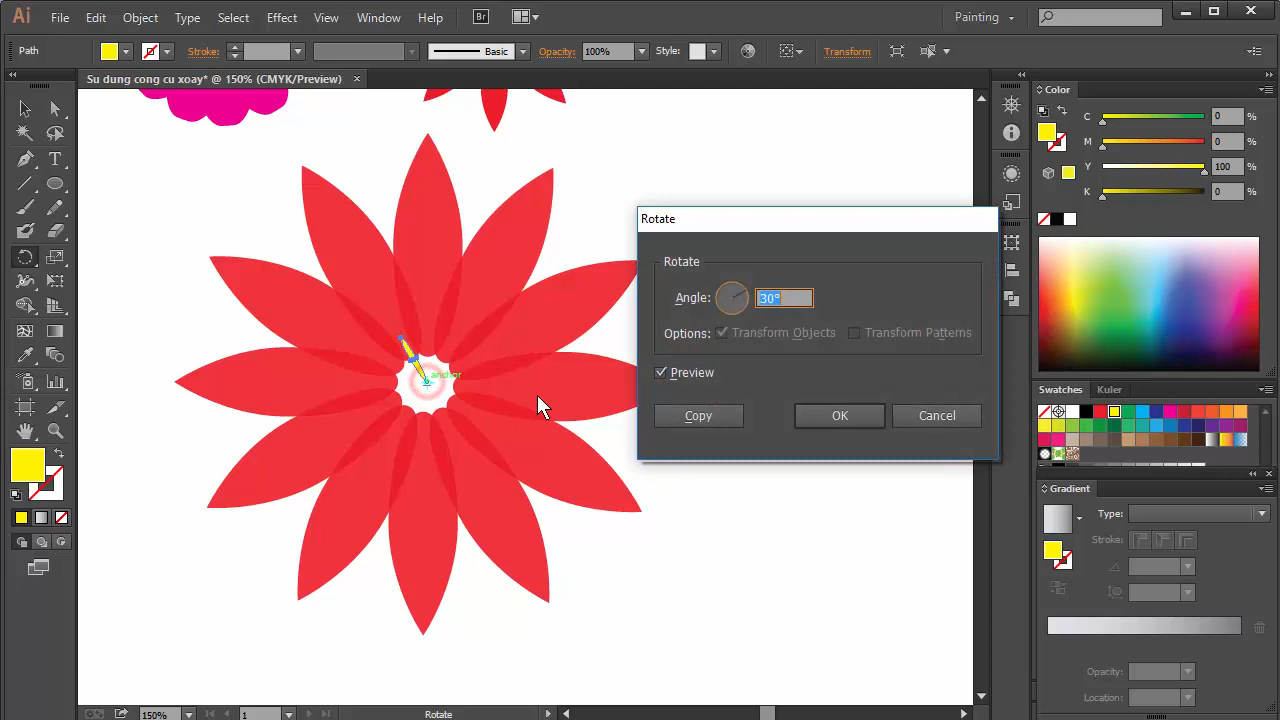 Ai File Edit Object Type Select Effect View Window Help Br Painting
Path Stroke: Basic Opacity: 100% Style: Transform
Su dung cong cu xoay* @ 150% (CMYK/Preview) ×
Color
C 0 %
M 0 %
Y 100 %
K 0 %
Rotate
Rotate
Angle: 30°
Options: Transform Objects Transform Patterns
Preview
Copy OK Cancel
anchor
Swatches Kuler
Gradient
Type:
Stroke:
Opacity: %
Location: %
150% 1 Rotate